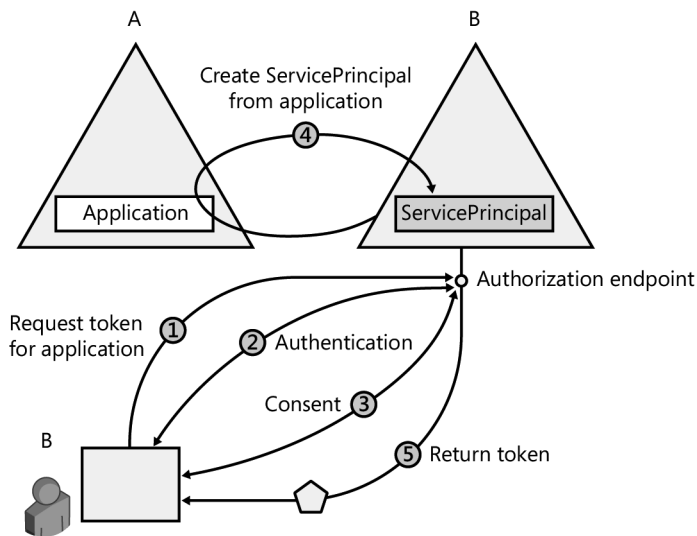 A
B
Create ServicePrincipal
from application
4
Application
ServicePrincipal
Authorization endpoint
Request token
for application
1
2
Authentication
Consent
3
B
5
Return token